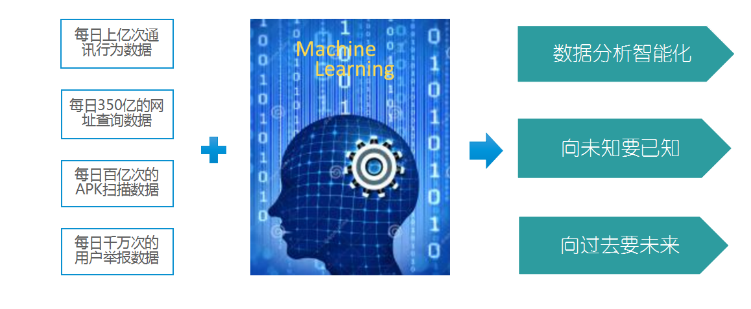 每日上亿次通
讯行为数据
每日350亿的网
址查询数据
每日百亿次的
APK扫描数据
每日千万次的
用户举报数据
Machine
Learning
数据分析智能化
向未知要已知
向过去要未来